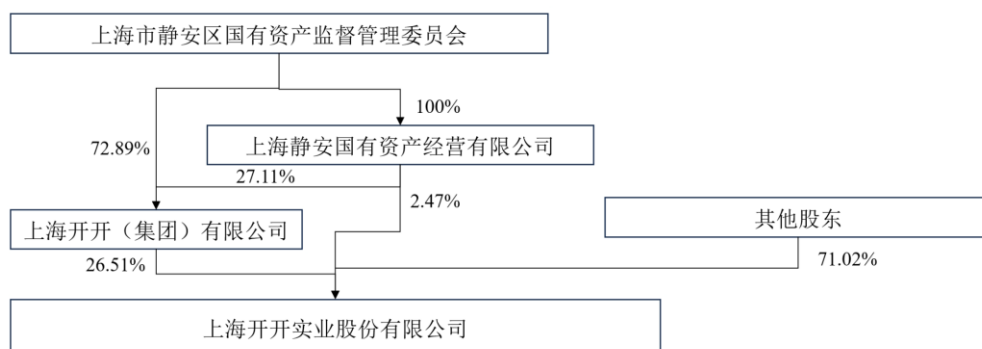 上海市静安区国有资产监督管理委员会
100%
72.89%
上海静安国有资产经营有限公司
27.11%
2.47%
上海开开（集团）有限公司
其他股东
26.51%
71.02%
上海开开实业股份有限公司